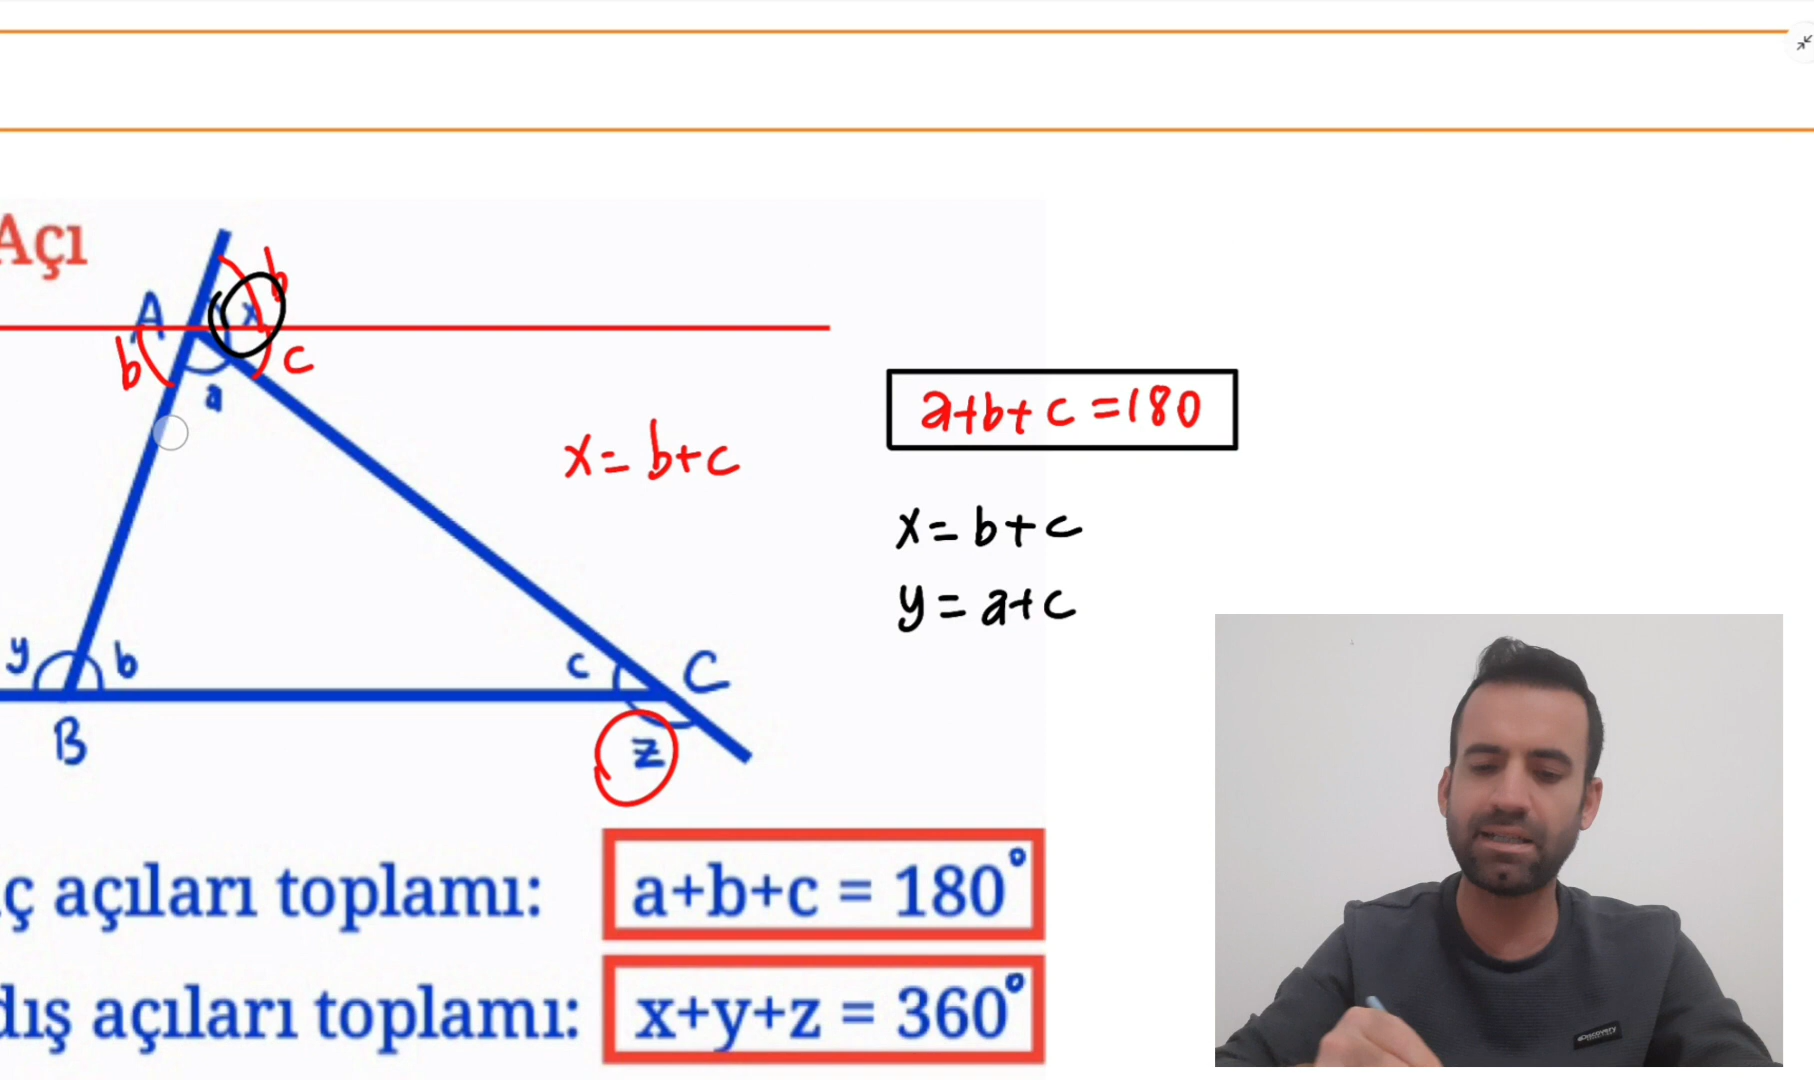 Açı
b
A x
b a c
a+b+c=180
x= b+c
x= b+c
y= a+c
y b c C
B z
ç açıları toplamı: a+b+c = 180°
dış açıları toplamı: x+y+z = 360°